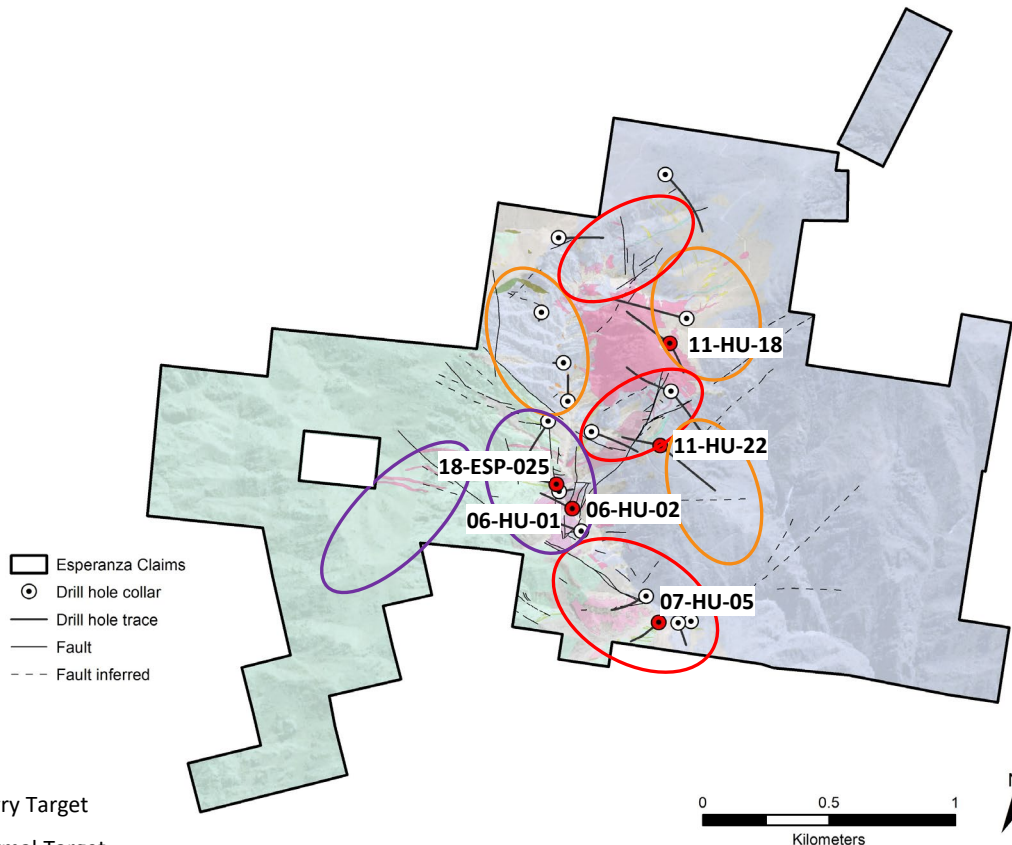 11-HU-18
11-HU-22
18-ESP-025
06-HU-01
06-HU-02
07-HU-05
Esperanza Claims
Drill hole collar
Drill hole trace
Fault
Fault inferred
Target
Target
0 0.5 1
Kilometers